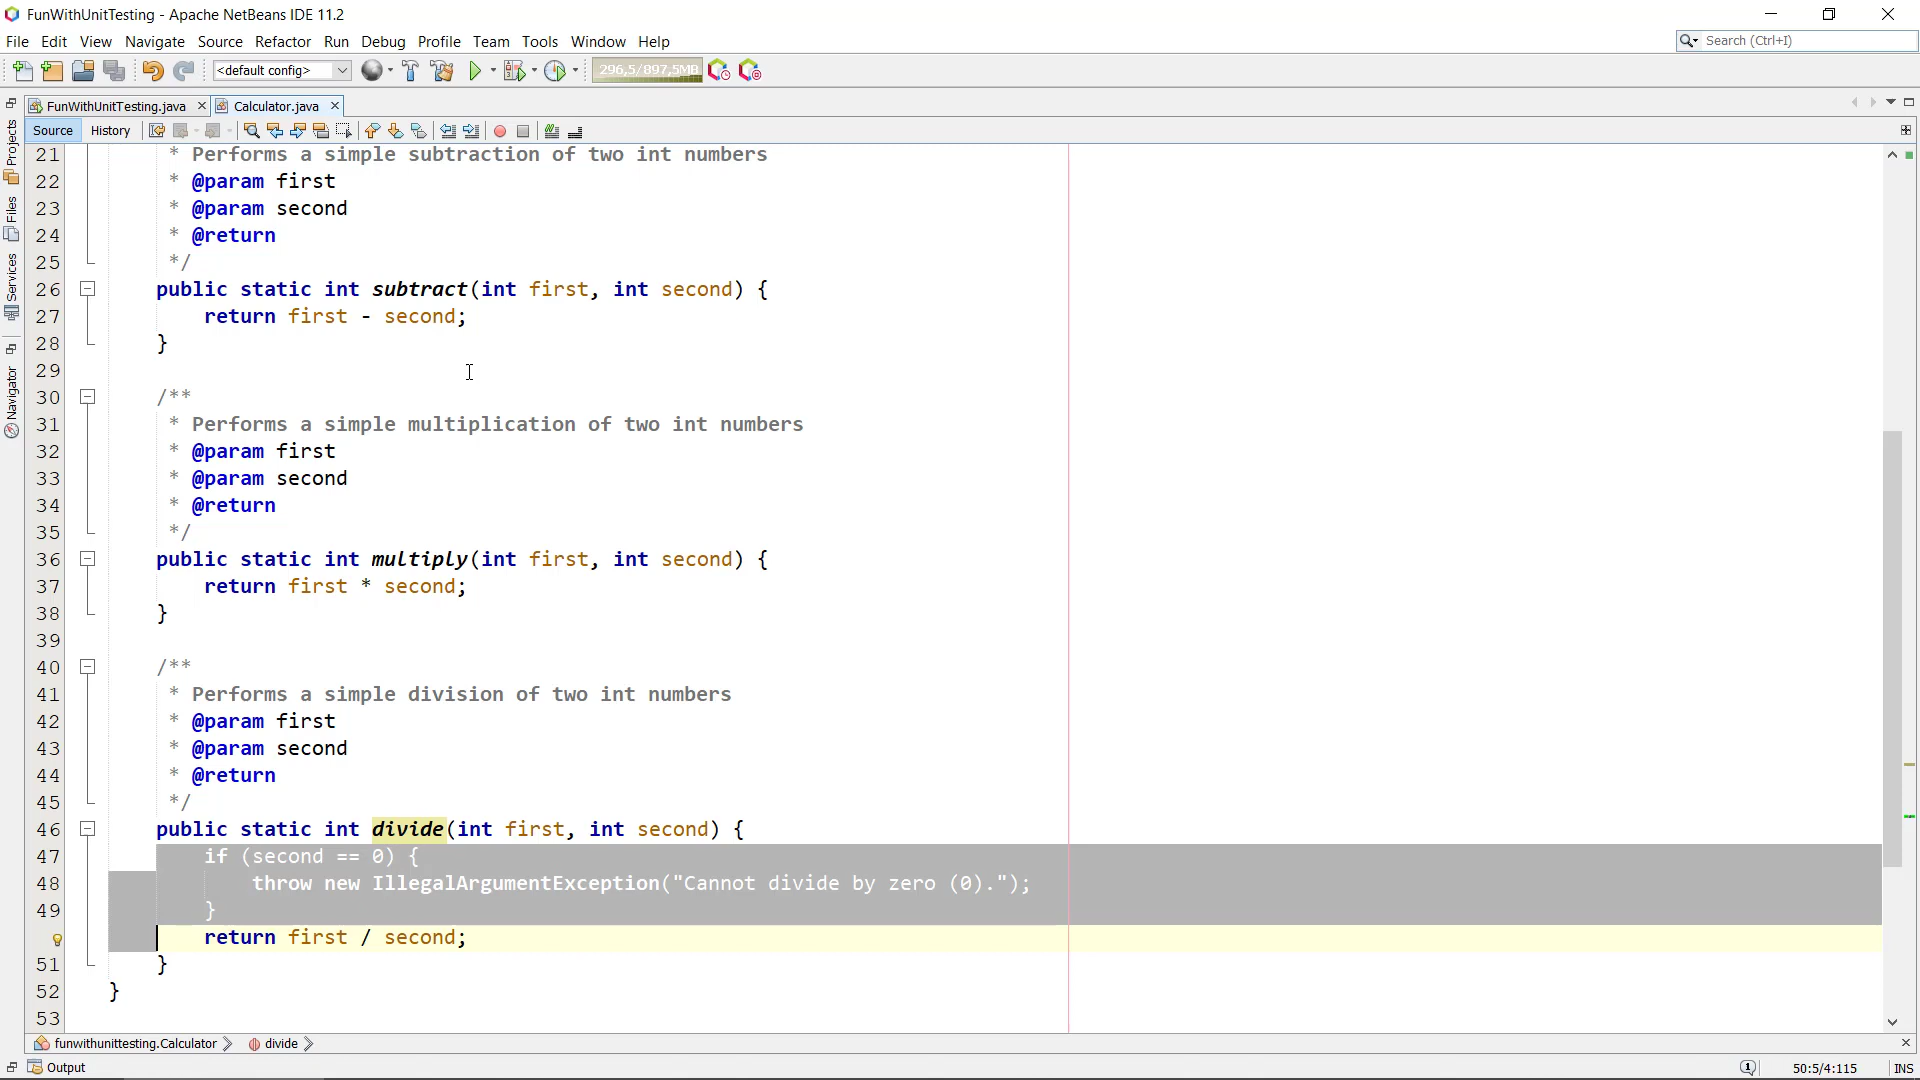 FunWithUnitTesting - Apache NetBeans IDE 11.2
File Edit View Navigate Source Refactor Run Debug Profile Team Tools Window Help
Search (Ctrl+I)
<default config>
296,5/897,5MB
FunWithUnitTesting.java
Calculator.java
Source History
Projects
Files
Services
Navigator
21 * Performs a simple subtraction of two int numbers
22 * @param first
23 * @param second
24 * @return
25 */
26 public static int subtract(int first, int second) {
27 return first - second;
28 }
29
30 /**
31 * Performs a simple multiplication of two int numbers
32 * @param first
33 * @param second
34 * @return
35 */
36 public static int multiply(int first, int second) {
37 return first * second;
38 }
39
40 /**
41 * Performs a simple division of two int numbers
42 * @param first
43 * @param second
44 * @return
45 */
46 public static int divide(int first, int second) {
47 if (second == 0) {
48 throw new IllegalArgumentException("Cannot divide by zero (0).");
49 }
return first / second;
51 }
52 }
53
funwithunittesting.Calculator
divide
Output
1
50:5/4:115
INS